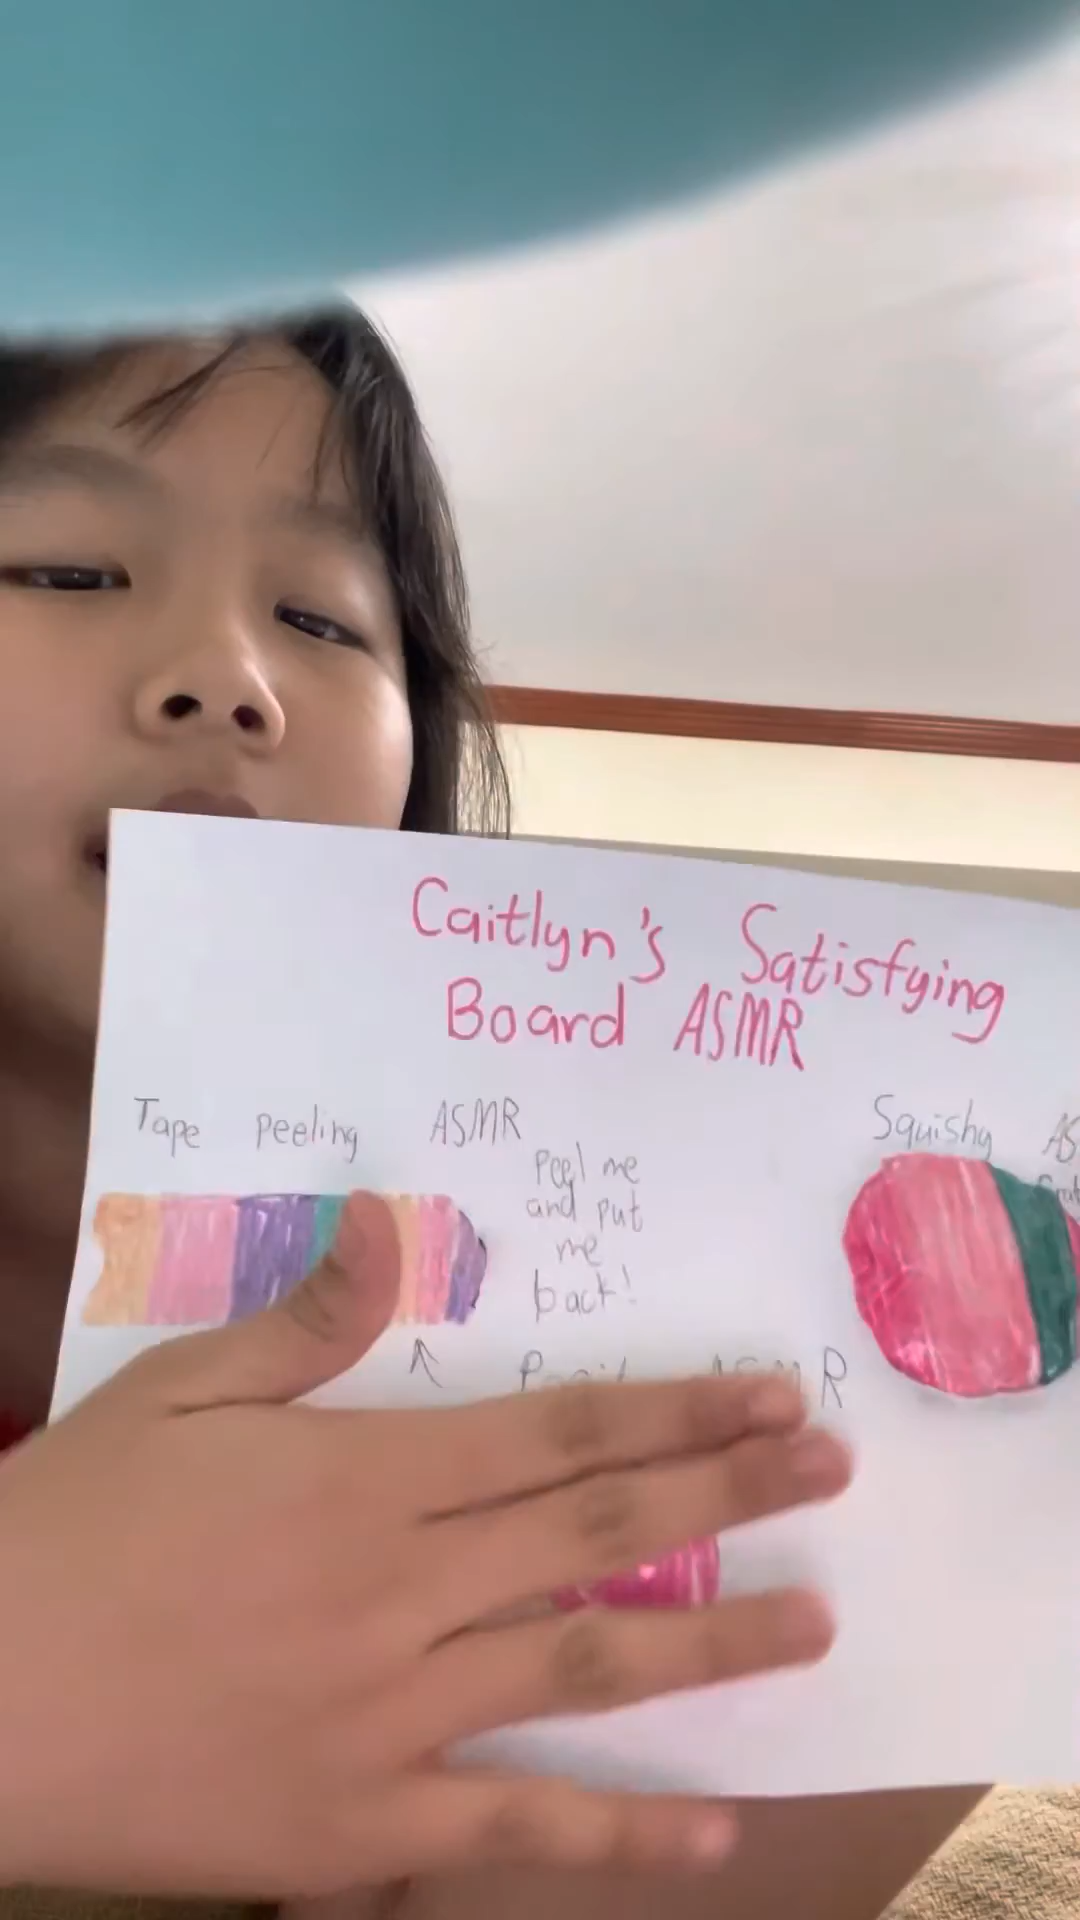 Caitlyn's Satisfying
Board ASMR
Tape peeling ASMR
Peel me
and put
me
back!
Squishy